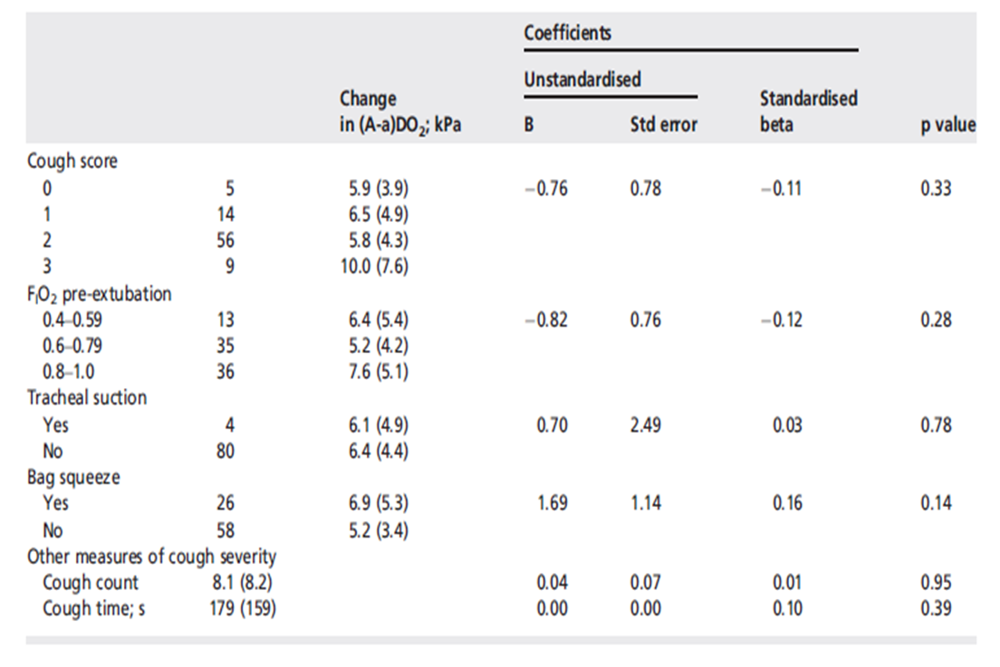 Coefficients
Unstandardised
Change Standardised
in (A-a)DO₂; kPa B Std error beta p value
Cough score
0 5 5.9 (3.9) −0.76 0.78 −0.11 0.33
1 14 6.5 (4.9)
2 56 5.8 (4.3)
3 9 10.0 (7.6)
FIO₂ pre-extubation
0.4–0.59 13 6.4 (5.4) −0.82 0.76 −0.12 0.28
0.6–0.79 35 5.2 (4.2)
0.8–1.0 36 7.6 (5.1)
Tracheal suction
Yes 4 6.1 (4.9) 0.70 2.49 0.03 0.78
No 80 6.4 (4.4)
Bag squeeze
Yes 26 6.9 (5.3) 1.69 1.14 0.16 0.14
No 58 5.2 (3.4)
Other measures of cough severity
Cough count 8.1 (8.2) 0.04 0.07 0.01 0.95
Cough time; s 179 (159) 0.00 0.00 0.10 0.39